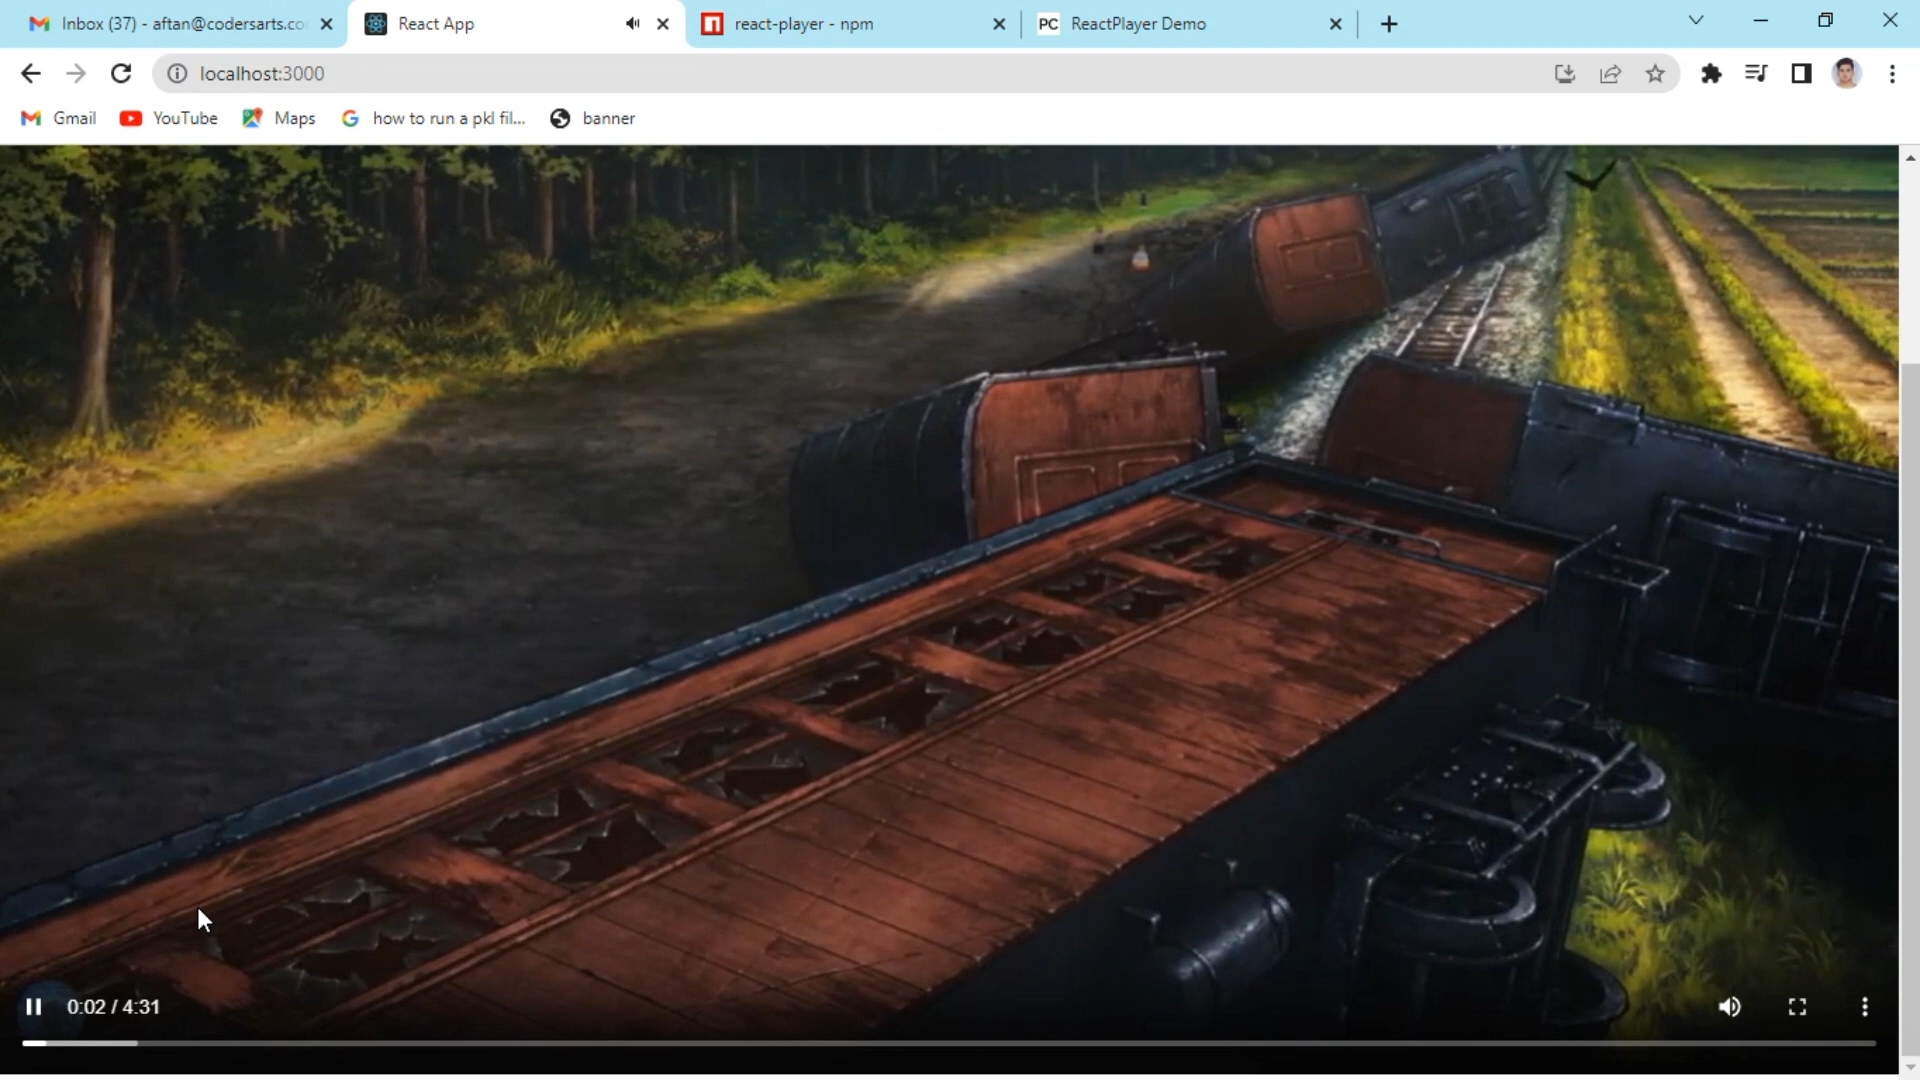 Inbox (37) - aftan@codersarts.co
React App
react-player - npm
PC ReactPlayer Demo
localhost:3000
Gmail
YouTube
Maps
how to run a pkl fil...
banner
0:02 / 4:31